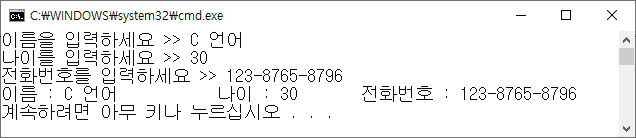 C:₩WINDOWS₩system32₩cmd.exe
이름을 입력하세요 >> C 언어
나이를 입력하세요 >> 30
전화번호를 입력하세요 >> 123-8765-8796
이름 : C 언어 나이 : 30 전화번호 : 123-8765-8796
계속하려면 아무 키나 누르십시오 . . .